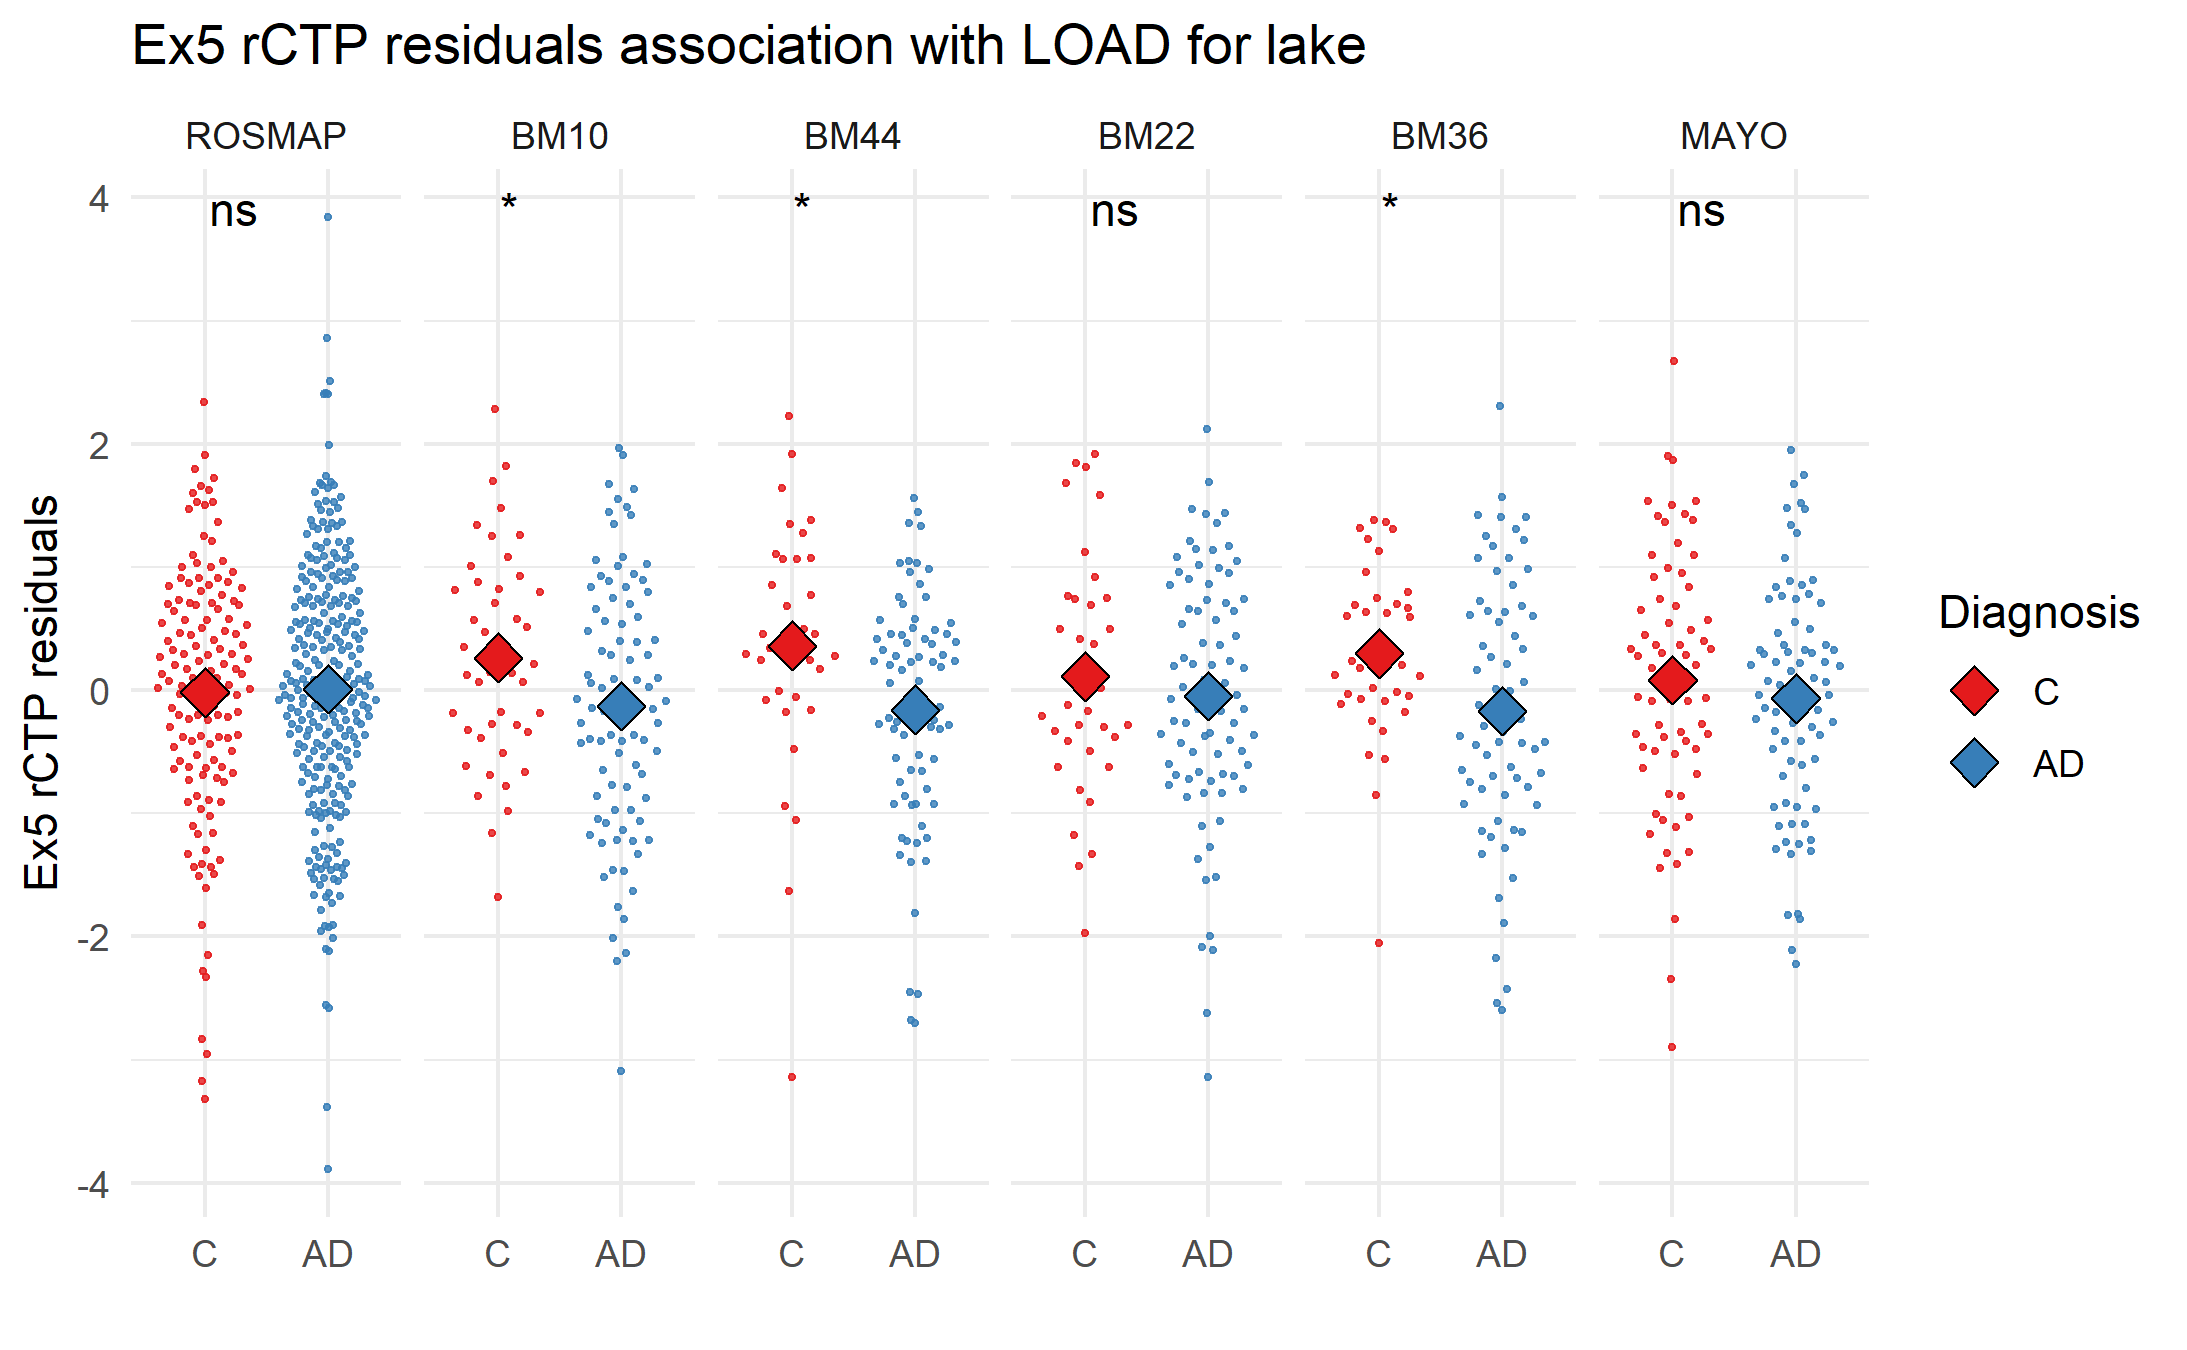 Ex5 rCTP residuals association with LOAD for lake
ROSMAP BM10 BM44 BM22 BM36 MAYO
ns * * ns * ns
4
2
0
-2
-4
Ex5 rCTP residuals
C AD C AD C AD C AD C AD C AD
Diagnosis
C
AD